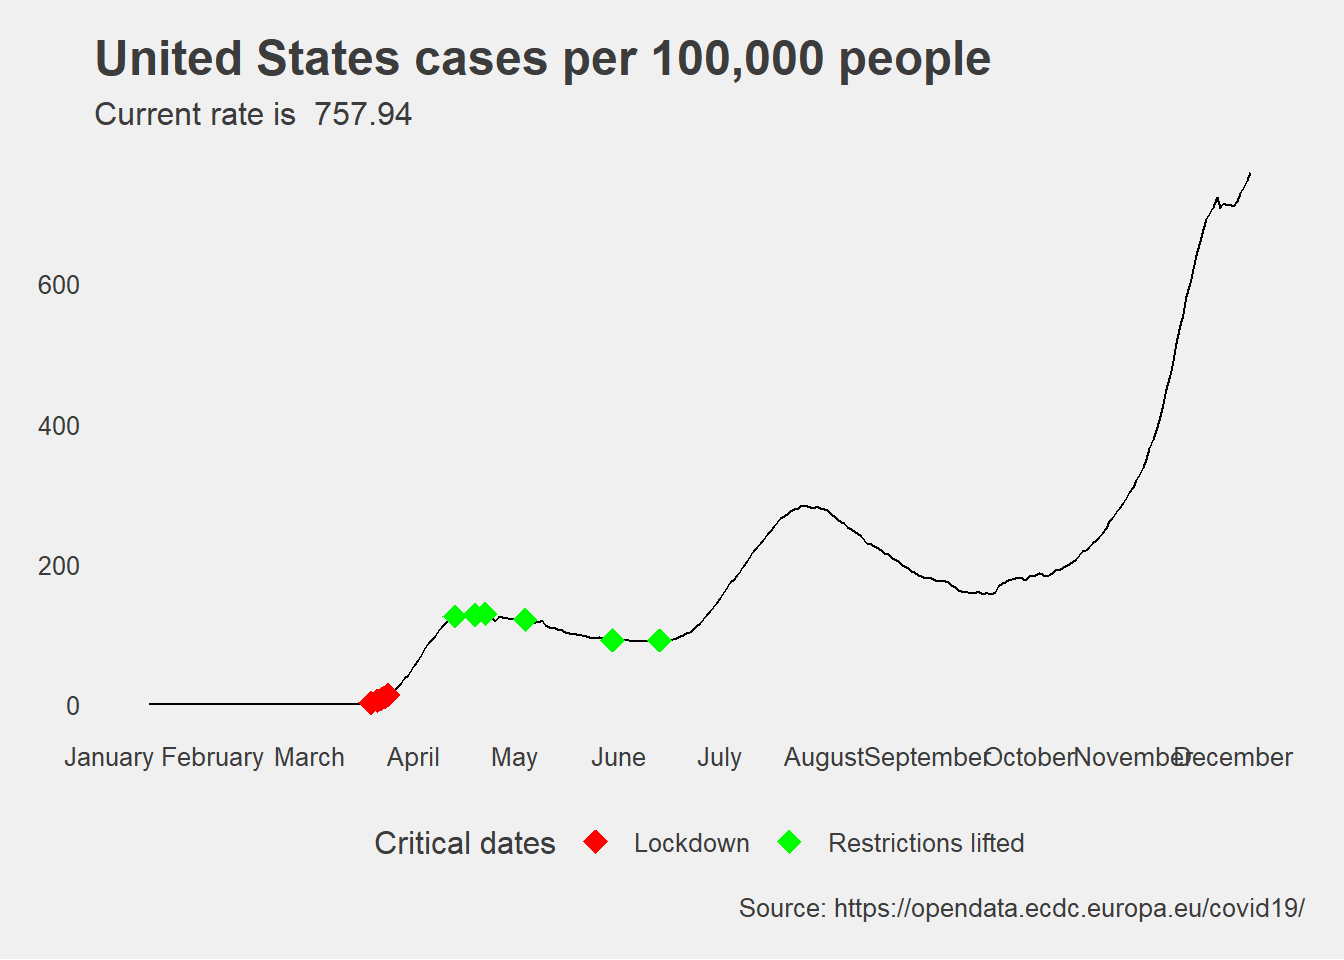 United States cases per 100,000 people
Current rate is  757.94
600
400
200
0
January February March April May June July August September October November December
Critical dates Lockdown Restrictions lifted
Source: https://opendata.ecdc.europa.eu/covid19/